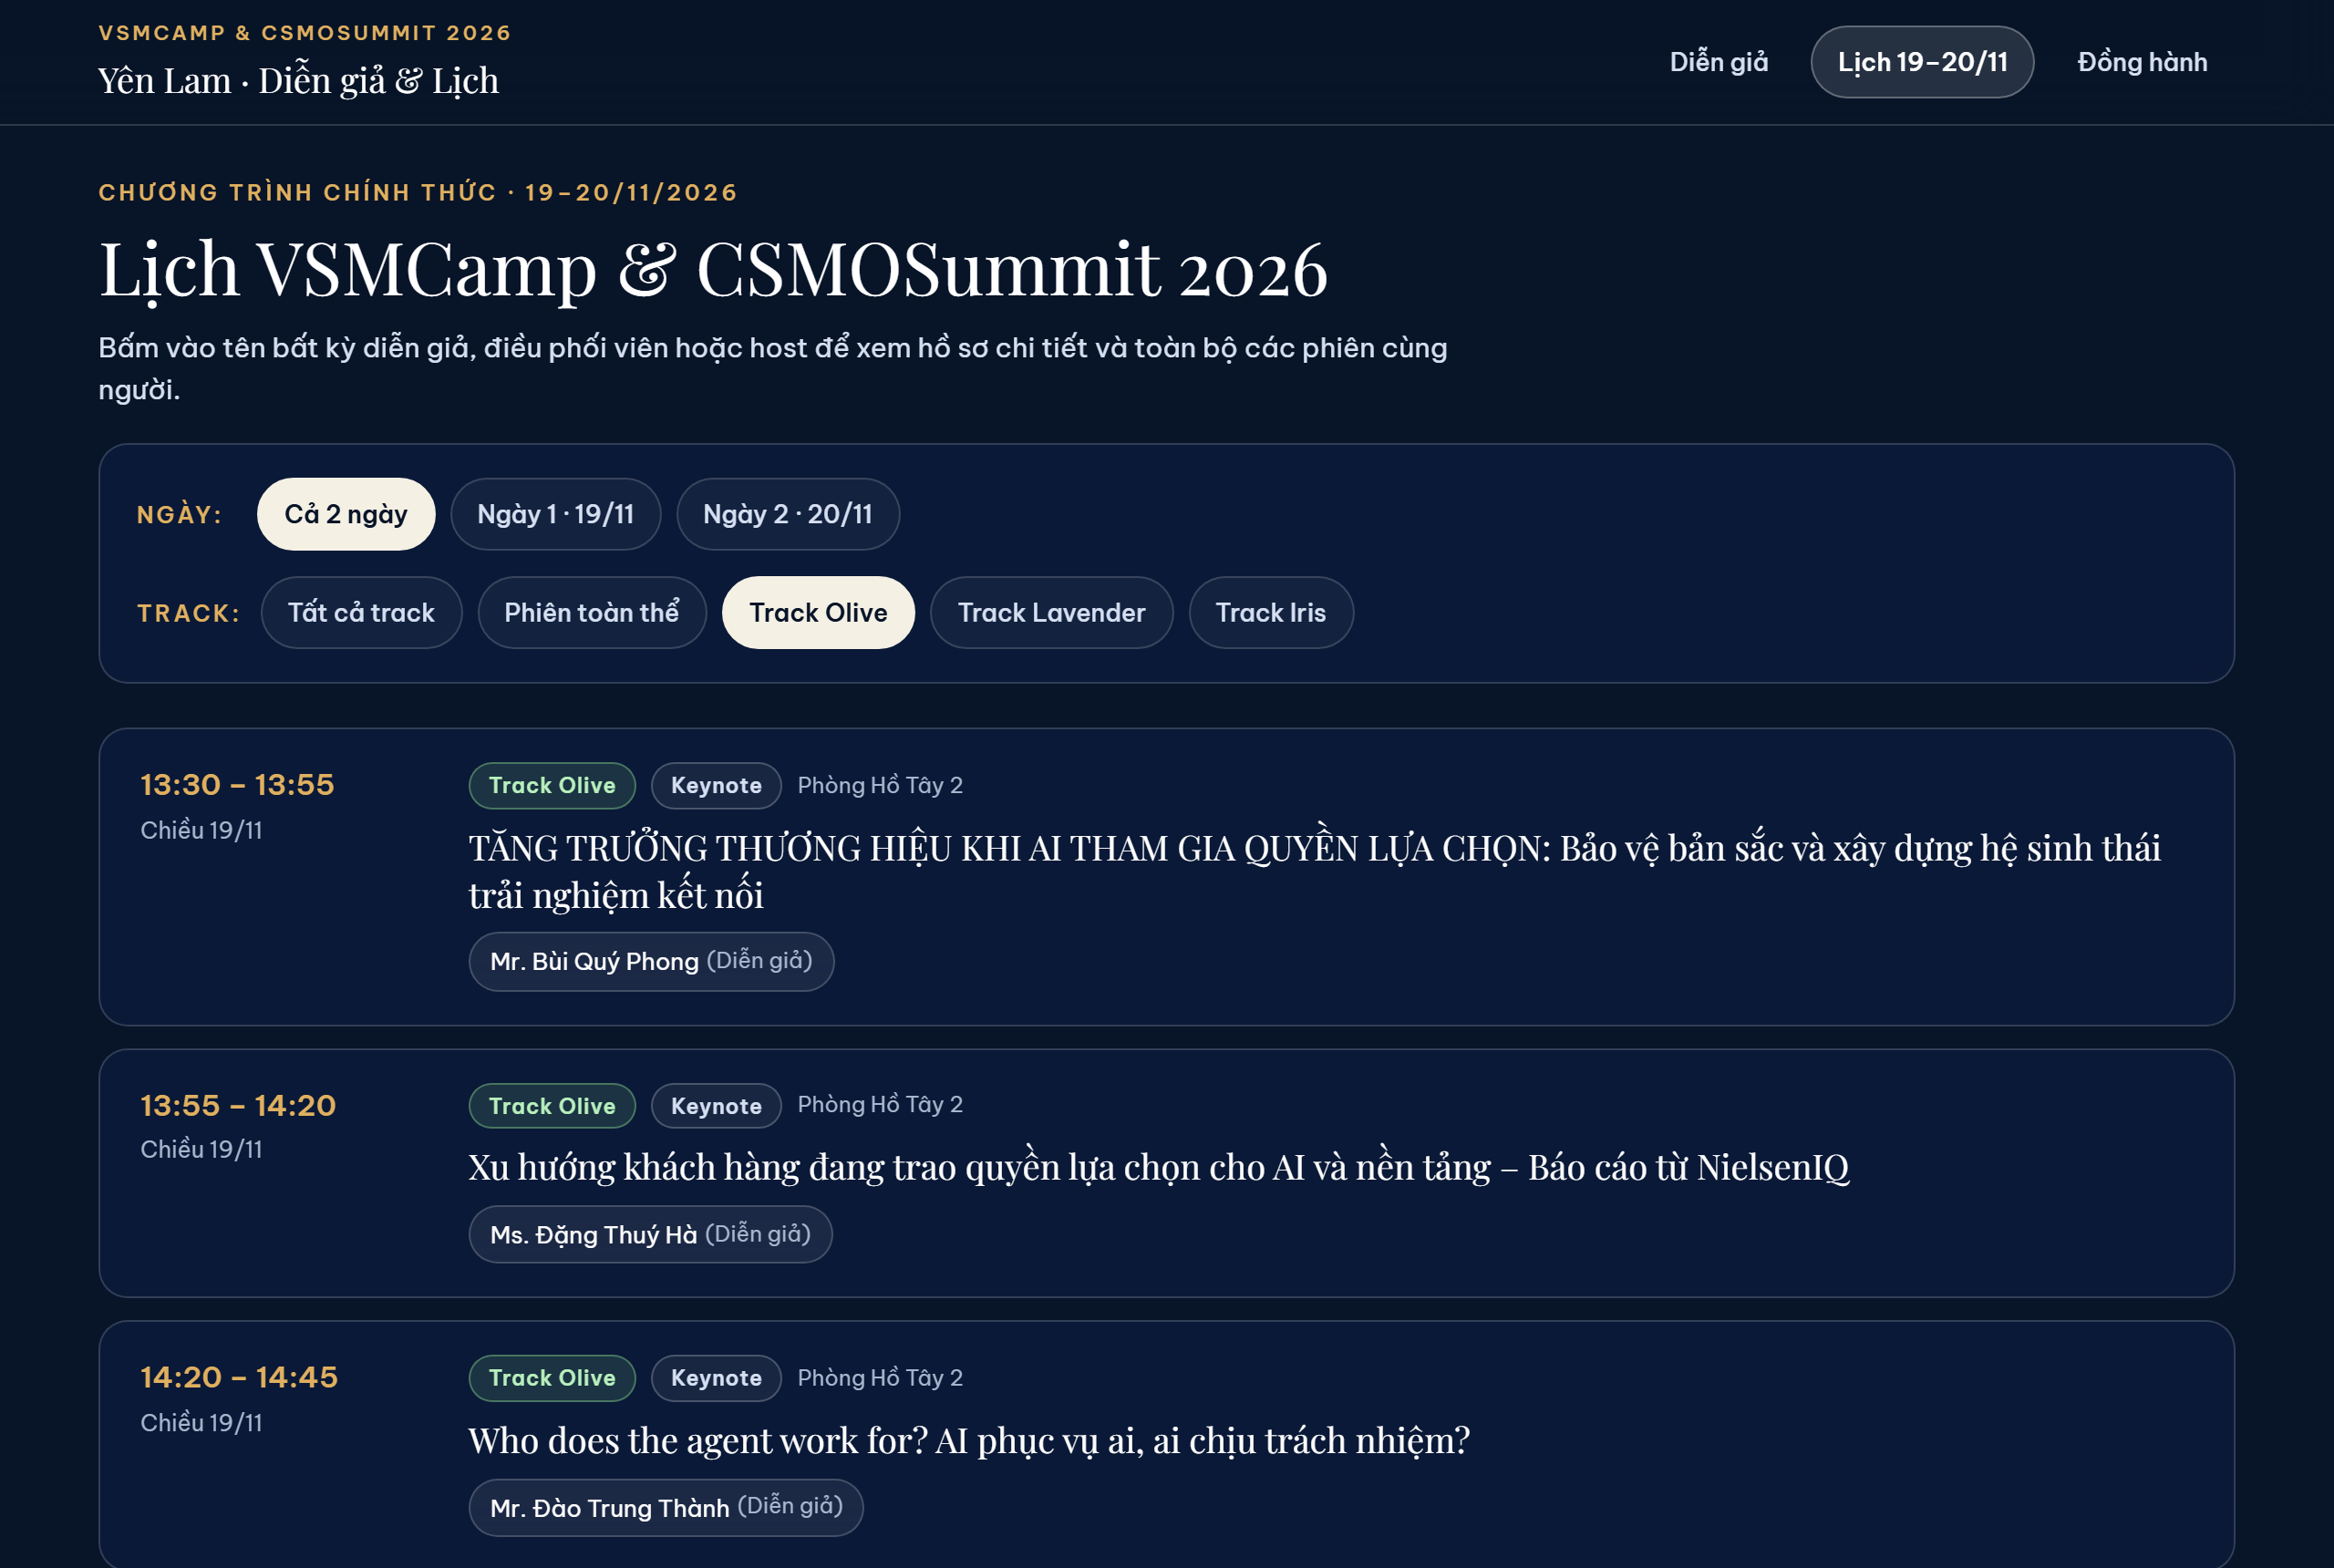 VSMCAMP & CSMOSUMMIT 2026
Yên Lam · Diễn giả & Lịch
Diễn giả
Lịch 19–20/11
Đồng hành
CHƯƠNG TRÌNH CHÍNH THỨC · 19–20/11/2026
Lịch VSMCamp & CSMOSummit 2026
Bấm vào tên bất kỳ diễn giả, điều phối viên hoặc host để xem hồ sơ chi tiết và toàn bộ các phiên cùng
người.
NGÀY: Cả 2 ngày Ngày 1 · 19/11 Ngày 2 · 20/11
TRACK: Tất cả track Phiên toàn thể Track Olive Track Lavender Track Iris
13:30 – 13:55
Chiều 19/11
Track Olive Keynote Phòng Hồ Tây 2
TĂNG TRƯỞNG THƯƠNG HIỆU KHI AI THAM GIA QUYỀN LỰA CHỌN: Bảo vệ bản sắc và xây dựng hệ sinh thái
trải nghiệm kết nối
Mr. Bùi Quý Phong (Diễn giả)
13:55 – 14:20
Chiều 19/11
Track Olive Keynote Phòng Hồ Tây 2
Xu hướng khách hàng đang trao quyền lựa chọn cho AI và nền tảng – Báo cáo từ NielsenIQ
Ms. Đặng Thuý Hà (Diễn giả)
14:20 – 14:45
Chiều 19/11
Track Olive Keynote Phòng Hồ Tây 2
Who does the agent work for? AI phục vụ ai, ai chịu trách nhiệm?
Mr. Đào Trung Thành (Diễn giả)